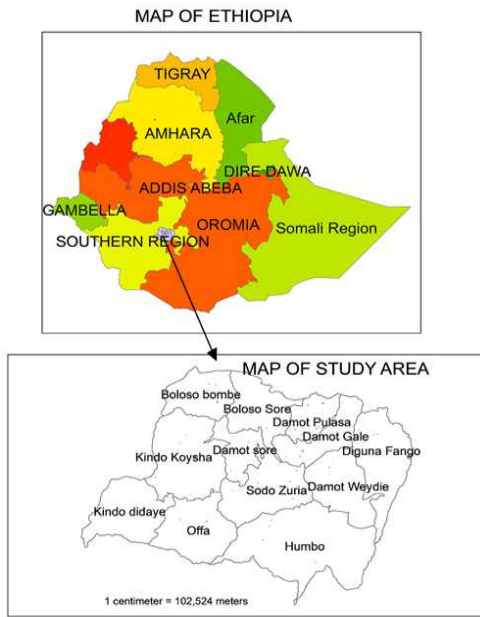 MAP OF ETHIOPIA
TIGRAY
Afar
AMHARA
DIRE DAWA
ADDIS ABEBA
GAMBELLA
OROMIA
Somali Region
SOUTHERN REGION
MAP OF STUDY AREA
Boloso bombe
Boloso Sore
Damot Pulasa
Damot Gale
Damot sore
Diguna Fango
Kindo Koysha
Sodo Zuria
Damot Weydie
Kindo didaye
Offa
Humbo
1 centimeter = 102,524 meters